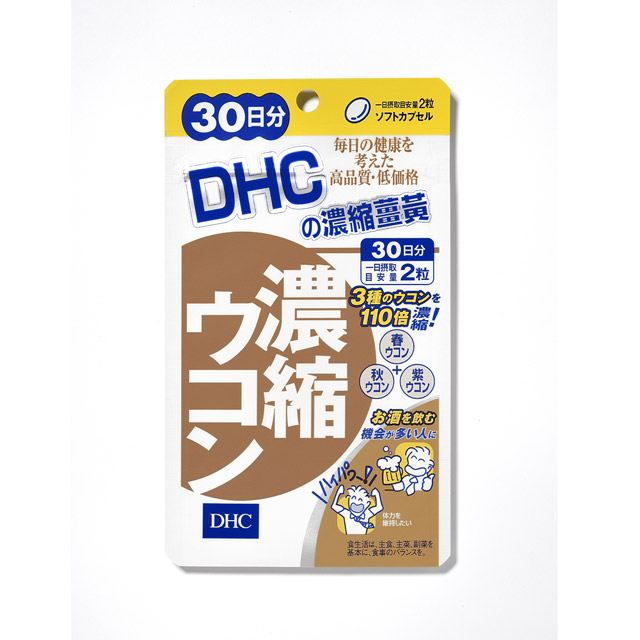 30日分
一日摂取目安量2粒
ソフトカプセル
毎日の健康を
考えた
高品質・低価格
DHC
の濃縮薑黃
30日分
一日摂取
目安量 2粒
3種のウコンを
110倍濃縮!
春
ウコン
+
秋
ウコン
紫
ウコン
濃縮
ウコン
お酒を飲む
機会が多い人に
ハイパワー!!
体力を
維持したい
DHC
食生活は、主食、主菜、副菜を
基本に、食事のバランスを。